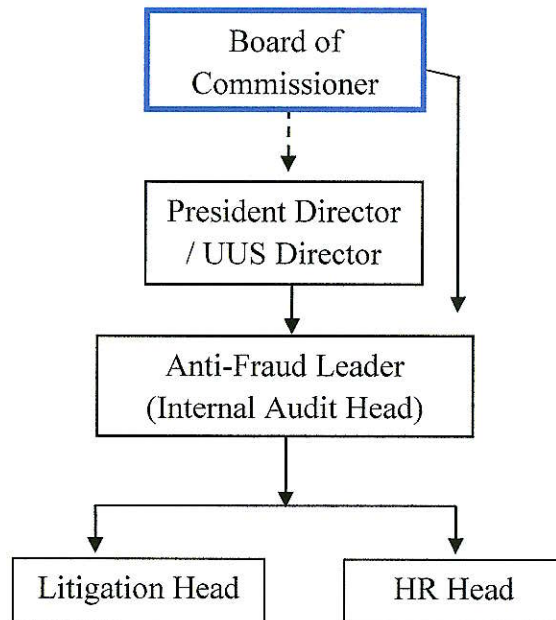 Board of
Commissioner
President Director
/ UUS Director
Anti-Fraud Leader
(Internal Audit Head)
Litigation Head
HR Head